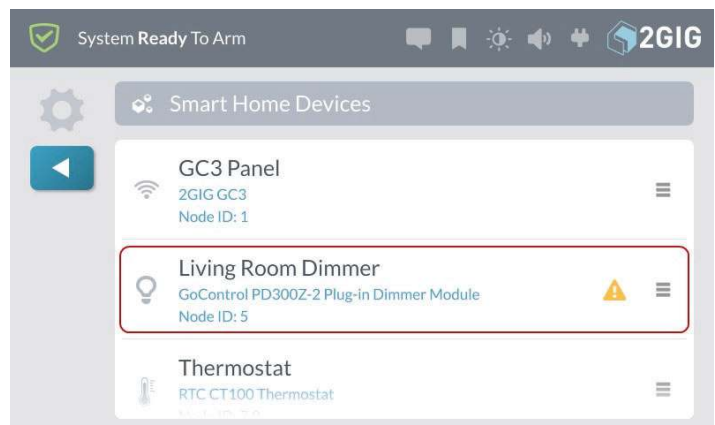 System Ready To Arm
2GIG
Smart Home Devices
GC3 Panel
2GIG GC3
Node ID: 1
Living Room Dimmer
GoControl PD300Z-2 Plug-in Dimmer Module
Node ID: 5
Thermostat
RTC CT100 Thermostat